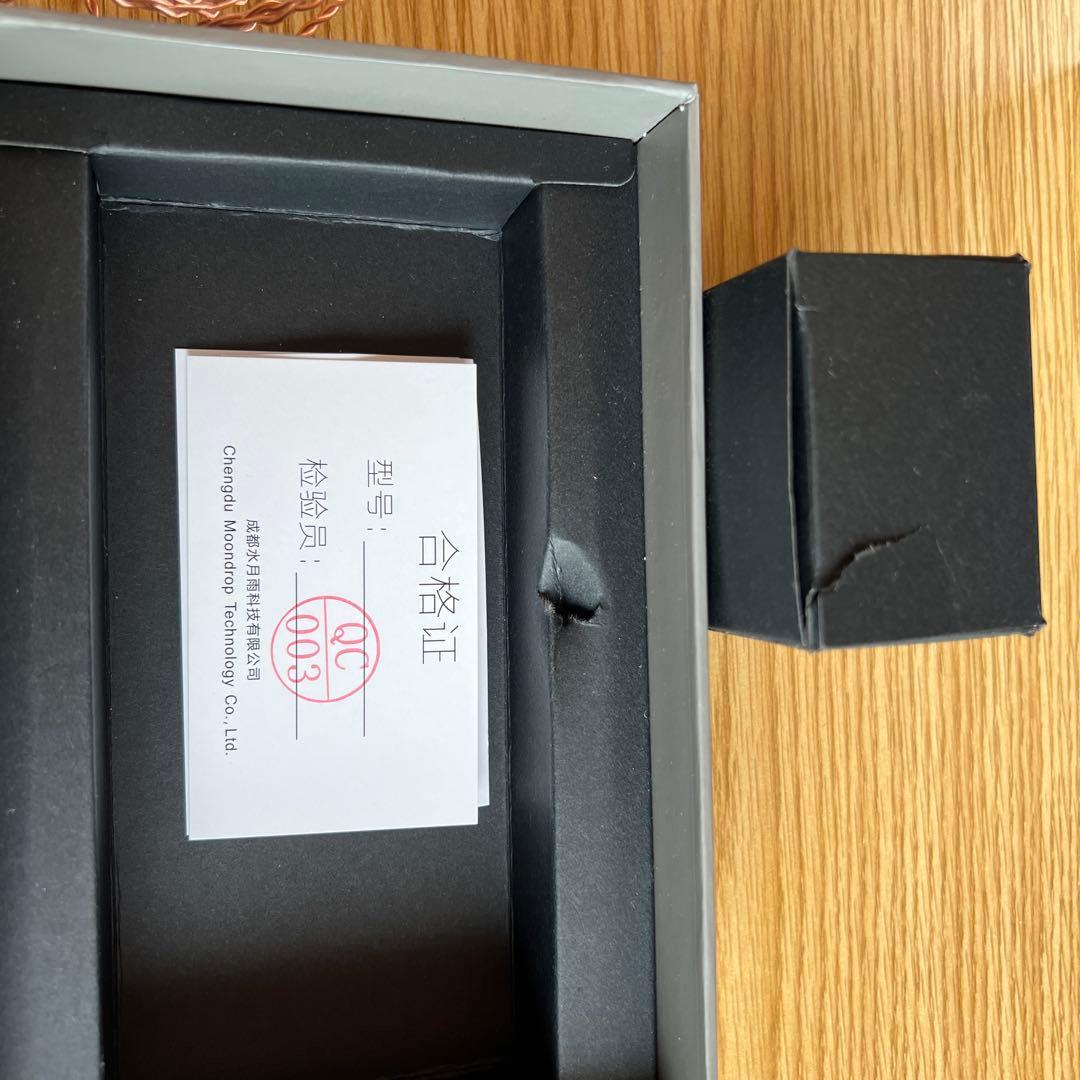 合格证
型号:
检验员:
QC
003
成都水月雨科技有限公司
Chengdu Moondrop Technology Co.,Ltd.